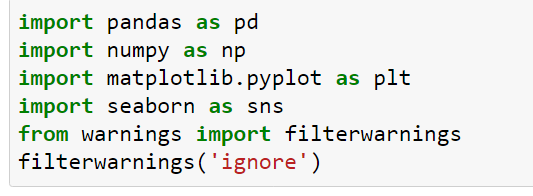 import pandas as pd
import numpy as np
import matplotlib.pyplot as plt
import seaborn as sns
from warnings import filterwarnings
filterwarnings('ignore')